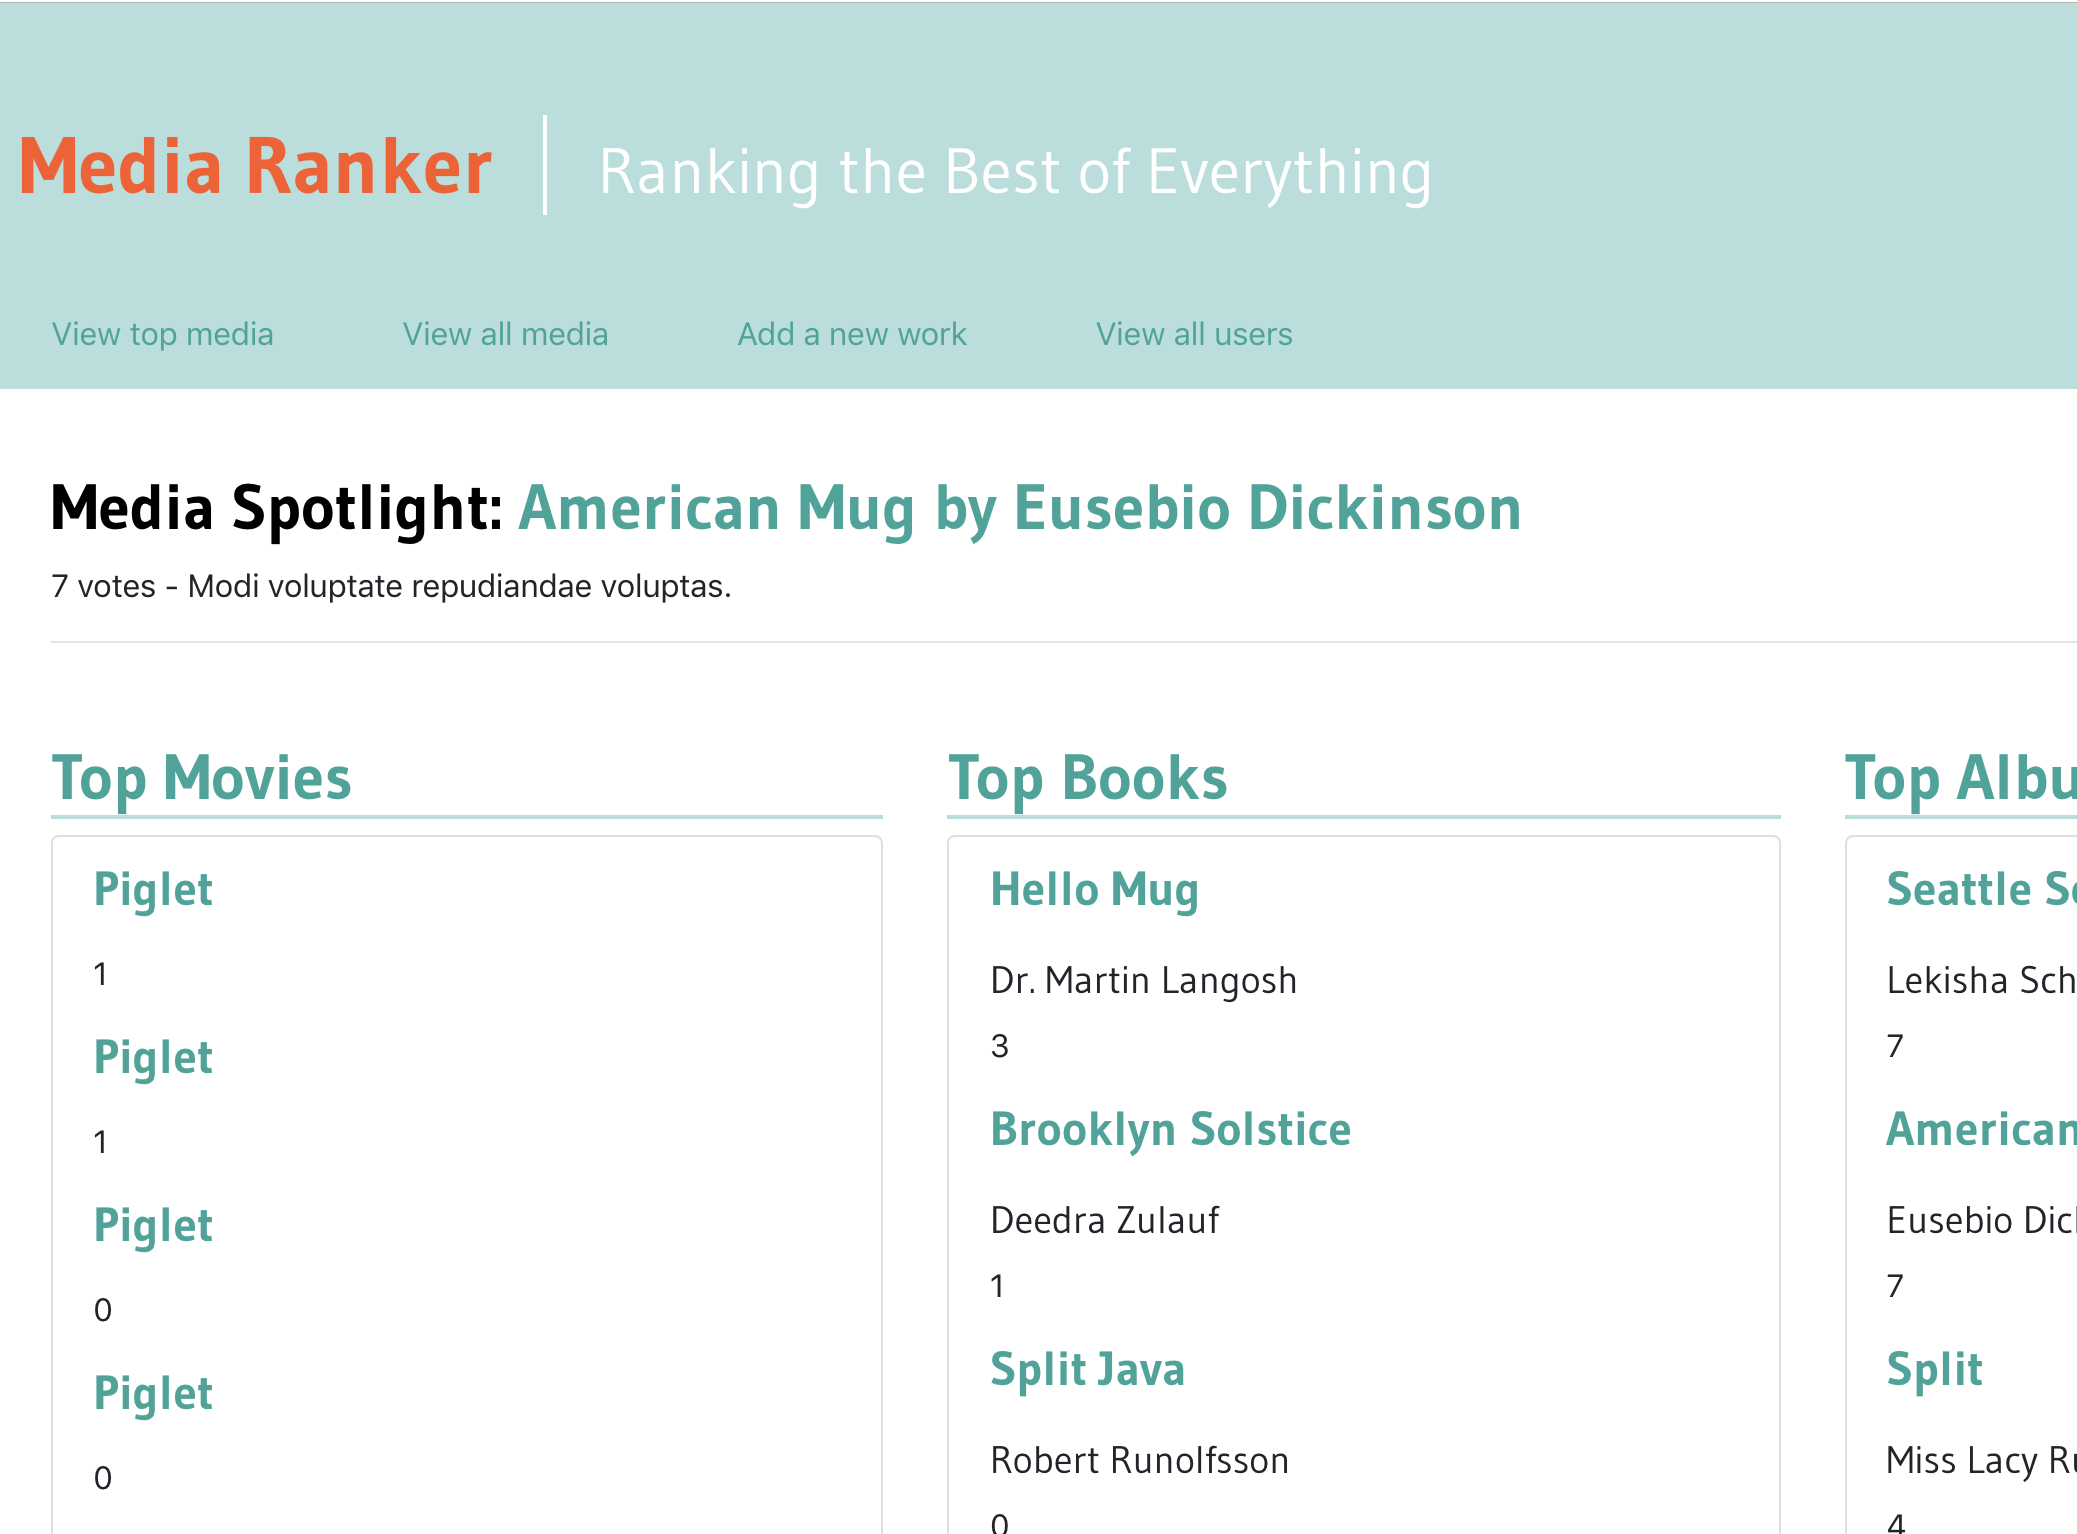 Media Ranker
Ranking the Best of Everything
View top media
View all media
Add a new work
View all users
Media Spotlight: American Mug by Eusebio Dickinson
7 votes - Modi voluptate repudiandae voluptas.
Top Movies
Piglet
1
Piglet
1
Piglet
0
Piglet
0
Top Books
Hello Mug
Dr. Martin Langosh
3
Brooklyn Solstice
Deedra Zulauf
1
Split Java
Robert Runolfsson
0
Top
Seattle
Lekisha
7
American
Eusebio
7
Split
Miss Lacy
4